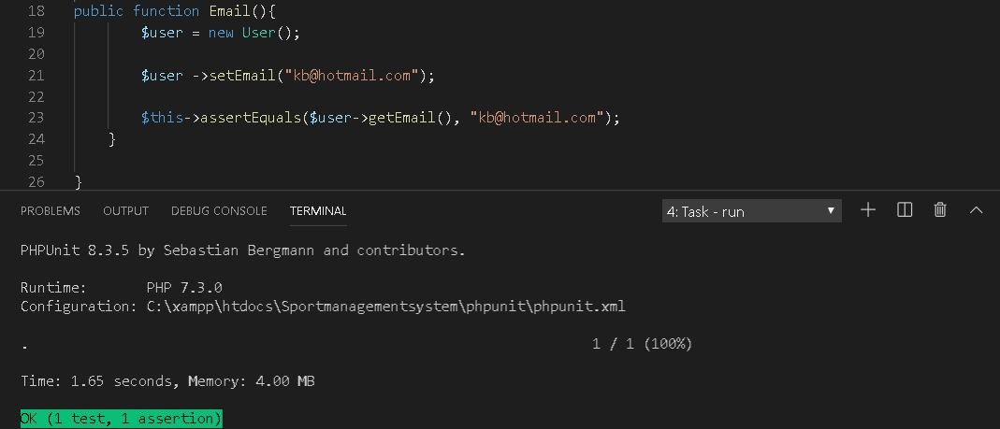 18 public function Email(){
19 $user = new User();
20
21 $user ->setEmail("kb@hotmail.com");
22
23 $this->assertEquals($user->getEmail(), "kb@hotmail.com");
24 }
25
26 }
PROBLEMS OUTPUT DEBUG CONSOLE TERMINAL 4: Task - run
PHPUnit 8.3.5 by Sebastian Bergmann and contributors.
Runtime: PHP 7.3.0
Configuration: C:\xampp\htdocs\Sportmanagementsystem\phpunit\phpunit.xml
. 1 / 1 (100%)
Time: 1.65 seconds, Memory: 4.00 MB
OK (1 test, 1 assertion)